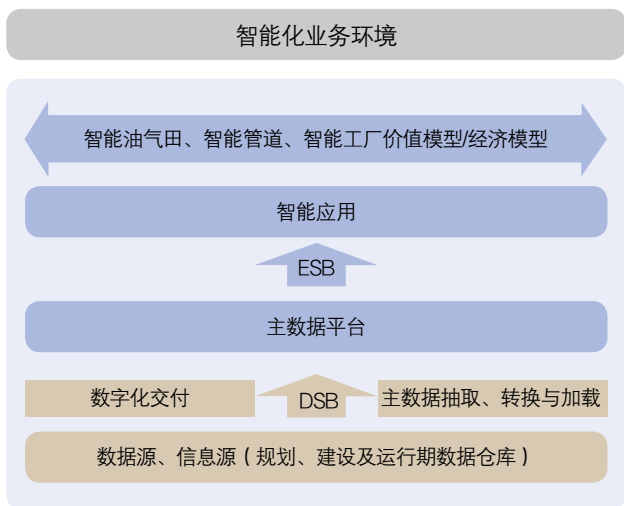 智能化业务环境
智能油气田、智能管道、智能工厂价值模型/经济模型
智能应用
ESB
主数据平台
数字化交付
DSB
主数据抽取、转换与加载
数据源、信息源（规划、建设及运行期数据仓库）